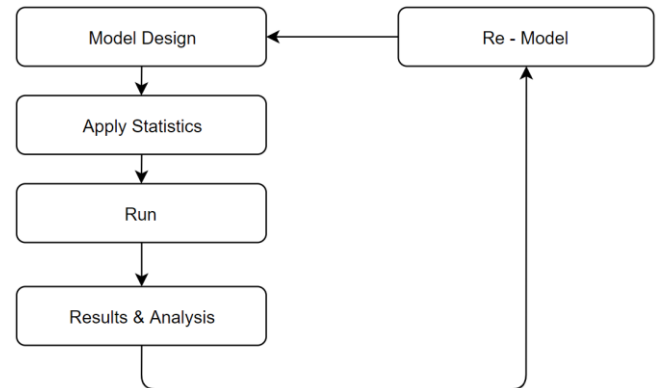 Model Design
Re - Model
Apply Statistics
Run
Results & Analysis